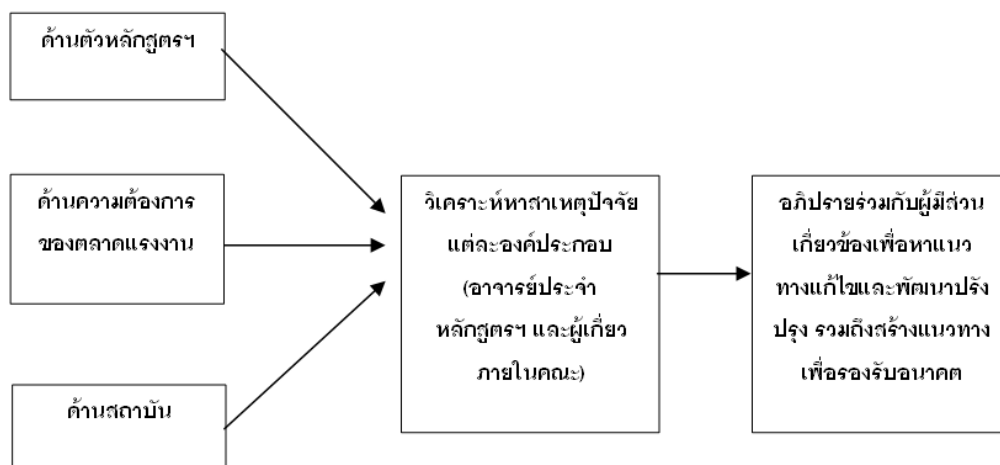 ด้านตัวหลักสูตรฯ
ด้านความต้องการ
ของตลาดแรงงาน
ด้านสถาบัน
วิเคราะห์หาสาเหตุปัจจัย
แต่ละองค์ประกอบ
(อาจารย์ประจำ
หลักสูตรฯ และผู้เกี่ยว
ภายในคณะ)
อภิปรายร่วมกับผู้มีส่วน
เกี่ยวข้องเพื่อหาแนว
ทางแก้ไขและพัฒนาปรัง
ปรุง รวมถึงสร้างแนวทาง
เพื่อรองรับอนาคต